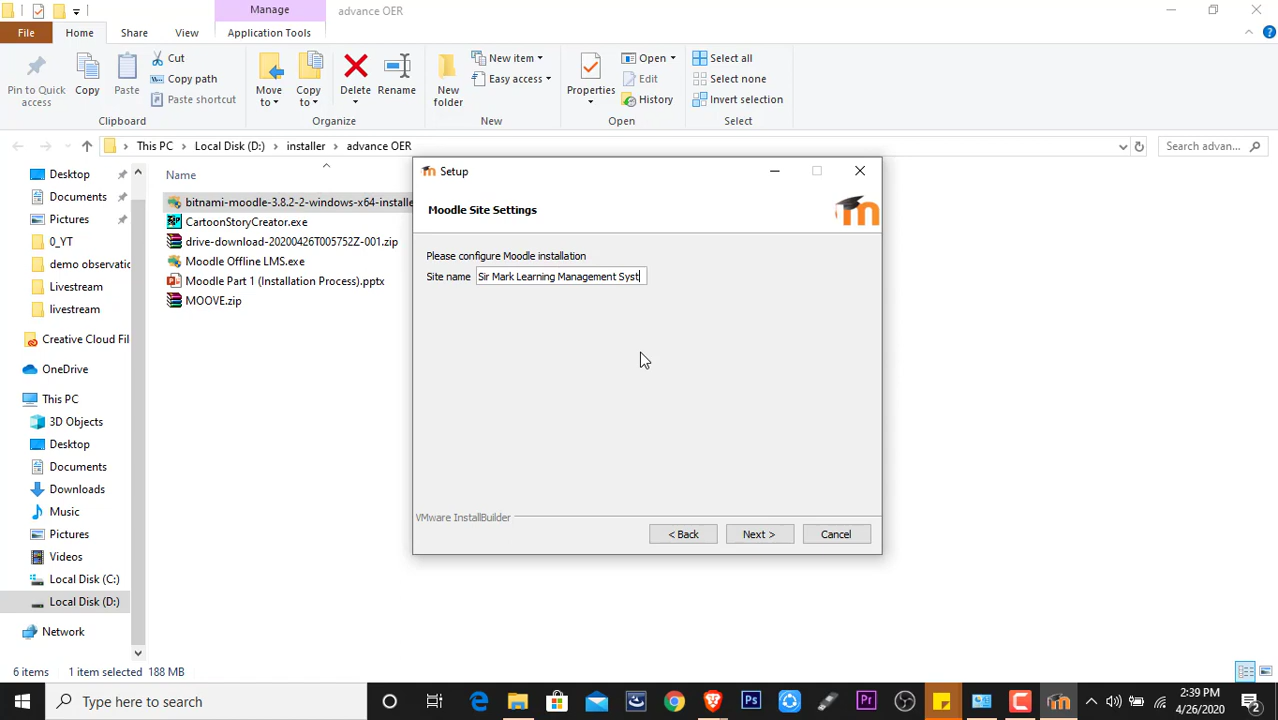 Manage
advance OER
File
Home
Share
View
Application Tools
Pin to Quick access
Copy
Paste
Cut
Copy path
Paste shortcut
Clipboard
Move to
Copy to
Delete
Rename
Organize
New folder
New item
Easy access
New
Properties
Open
Edit
History
Open
Select all
Select none
Invert selection
Select
This PC
Local Disk (D:)
installer
advance OER
Search advan...
Desktop
Documents
Pictures
0_YT
demo observatio
Livestream
livestream
Creative Cloud Fil
OneDrive
This PC
3D Objects
Desktop
Documents
Downloads
Music
Pictures
Videos
Local Disk (C:)
Local Disk (D:)
Network
Name
bitnami-moodle-3.8.2-2-windows-x64-installe
CartoonStoryCreator.exe
drive-download-20200426T005752Z-001.zip
Moodle Offline LMS.exe
Moodle Part 1 (Installation Process).pptx
MOOVE.zip
Setup
Moodle Site Settings
Please configure Moodle installation
Site name
Sir Mark Learning Management Syst
VMware InstallBuilder
< Back
Next >
Cancel
6 items
1 item selected 188 MB
Type here to search
Ps
Pr
2:39 PM
4/26/2020
2